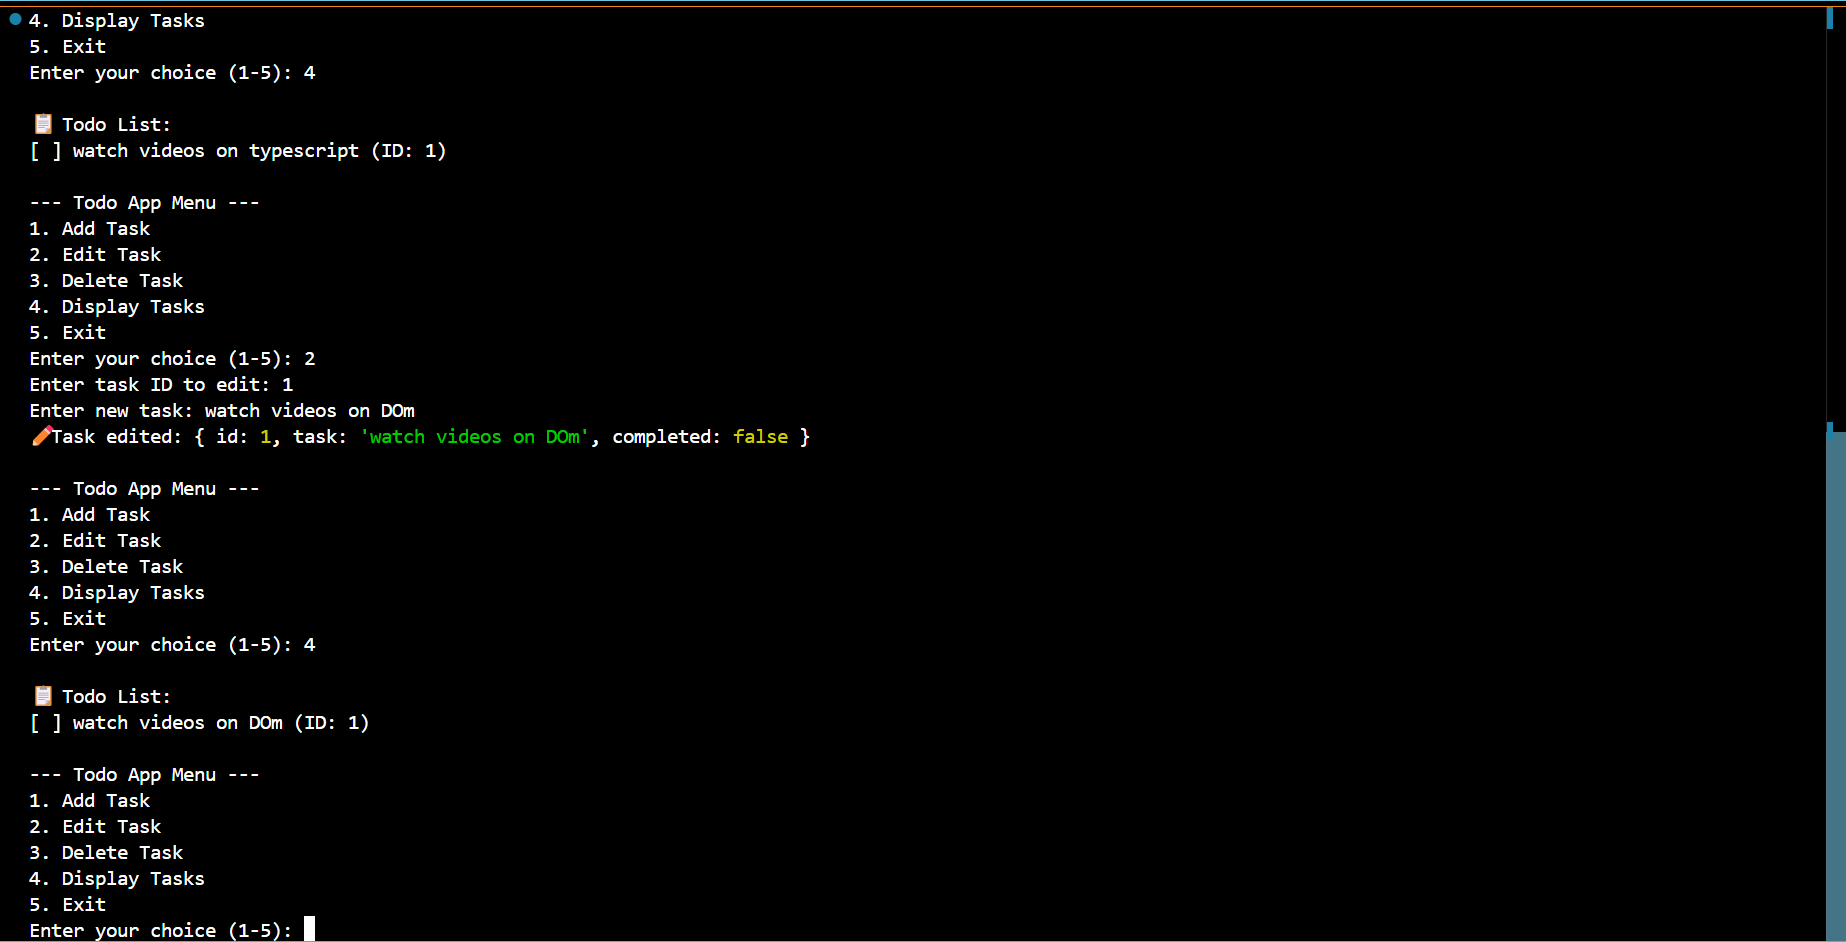 4. Display Tasks
5. Exit
Enter your choice (1-5): 4
📋 Todo List:
[ ] watch videos on typescript (ID: 1)
--- Todo App Menu ---
1. Add Task
2. Edit Task
3. Delete Task
4. Display Tasks
5. Exit
Enter your choice (1-5): 2
Enter task ID to edit: 1
Enter new task: watch videos on DOm
✏️Task edited: { id: 1, task: 'watch videos on DOm', completed: false }
--- Todo App Menu ---
1. Add Task
2. Edit Task
3. Delete Task
4. Display Tasks
5. Exit
Enter your choice (1-5): 4
📋 Todo List:
[ ] watch videos on DOm (ID: 1)
--- Todo App Menu ---
1. Add Task
2. Edit Task
3. Delete Task
4. Display Tasks
5. Exit
Enter your choice (1-5):